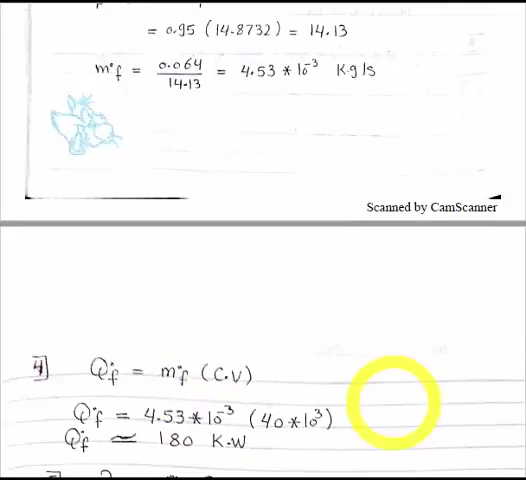 = 0.95 (14.8732) = 14.13
m°f = 0.064 / 14.13 = 4.53 * 10^-3 Kg/s
Scanned by CamScanner
4] Q°f = m°f (C.V)
Q°f = 4.53 * 10^-3 (40 * 10^3)
Q°f ≃ 180 K.W